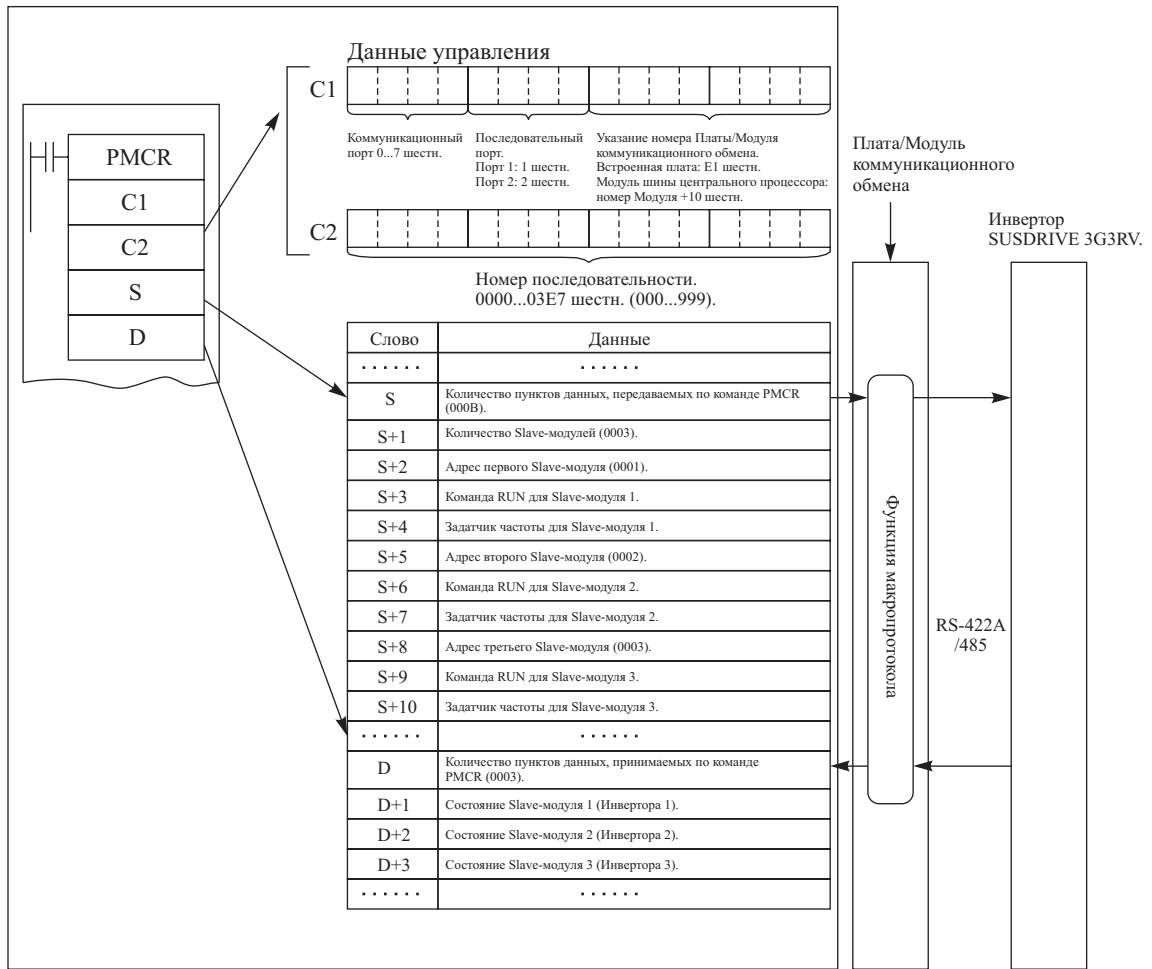 Данные управления
C1
Коммуникационный
порт 0...7 шестн.
Последовательный
порт.
Порт 1: 1 шестн.
Порт 2: 2 шестн.
Указание номера Платы/Модуля
коммуникационного обмена.
Встроенная плата: E1 шестн.
Модуль шины центрального процессора:
номер Модуля +10 шестн.
C2
Номер последовательности.
0000...03E7 шестн. (000...999).
PMCR
C1
C2
S
D
Слово Данные
. . . . . . . . . . . .
S Количество пунктов данных, передаваемых по команде PMCR
(000B).
S+1 Количество Slave-модулей (0003).
S+2 Адрес первого Slave-модуля (0001).
S+3 Команда RUN для Slave-модуля 1.
S+4 Задатчик частоты для Slave-модуля 1.
S+5 Адрес второго Slave-модуля (0002).
S+6 Команда RUN для Slave-модуля 2.
S+7 Задатчик частоты для Slave-модуля 2.
S+8 Адрес третьего Slave-модуля (0003).
S+9 Команда RUN для Slave-модуля 3.
S+10 Задатчик частоты для Slave-модуля 3.
. . . . . . . . . . . .
D Количество пунктов данных, принимаемых по команде
PMCR (0003).
D+1 Состояние Slave-модуля 1 (Инвертора 1).
D+2 Состояние Slave-модуля 2 (Инвертора 2).
D+3 Состояние Slave-модуля 3 (Инвертора 3).
. . . . . . . . . . . .
Плата/Модуль
коммуникационного
обмена
Функция макропротокола
RS-422A
/485
Инвертор
SUSDRIVE 3G3RV.